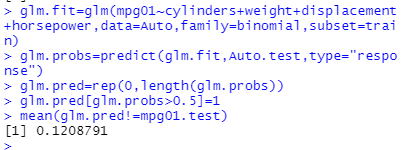 > glm.fit=glm(mpg01~cylinders+weight+displacement
+horsepower,data=Auto,family=binomial,subset=trai
n)
> glm.probs=predict(glm.fit,Auto.test,type="respo
nse")
> glm.pred=rep(0,length(glm.probs))
> glm.pred[glm.probs>0.5]=1
> mean(glm.pred!=mpg01.test)
[1] 0.1208791
>